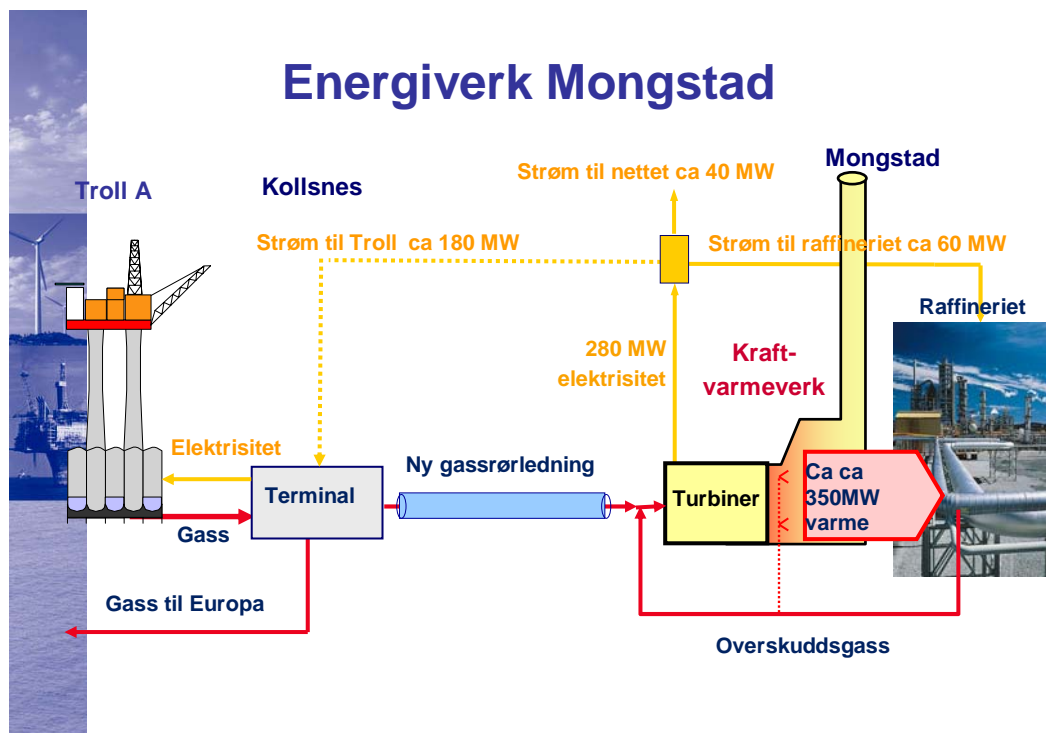 Energiverk Mongstad
Mongstad
Strøm til nettet ca 40 MW
Troll A
Kollsnes
Strøm til Troll  ca 180 MW
Strøm til raffineriet ca 60 MW
Raffineriet
280 MW
elektrisitet
Kraft-
varmeverk
Elektrisitet
Ny gassrørledning
Terminal
Turbiner
Ca ca
350MW
varme
Gass
Gass til Europa
Overskuddsgass